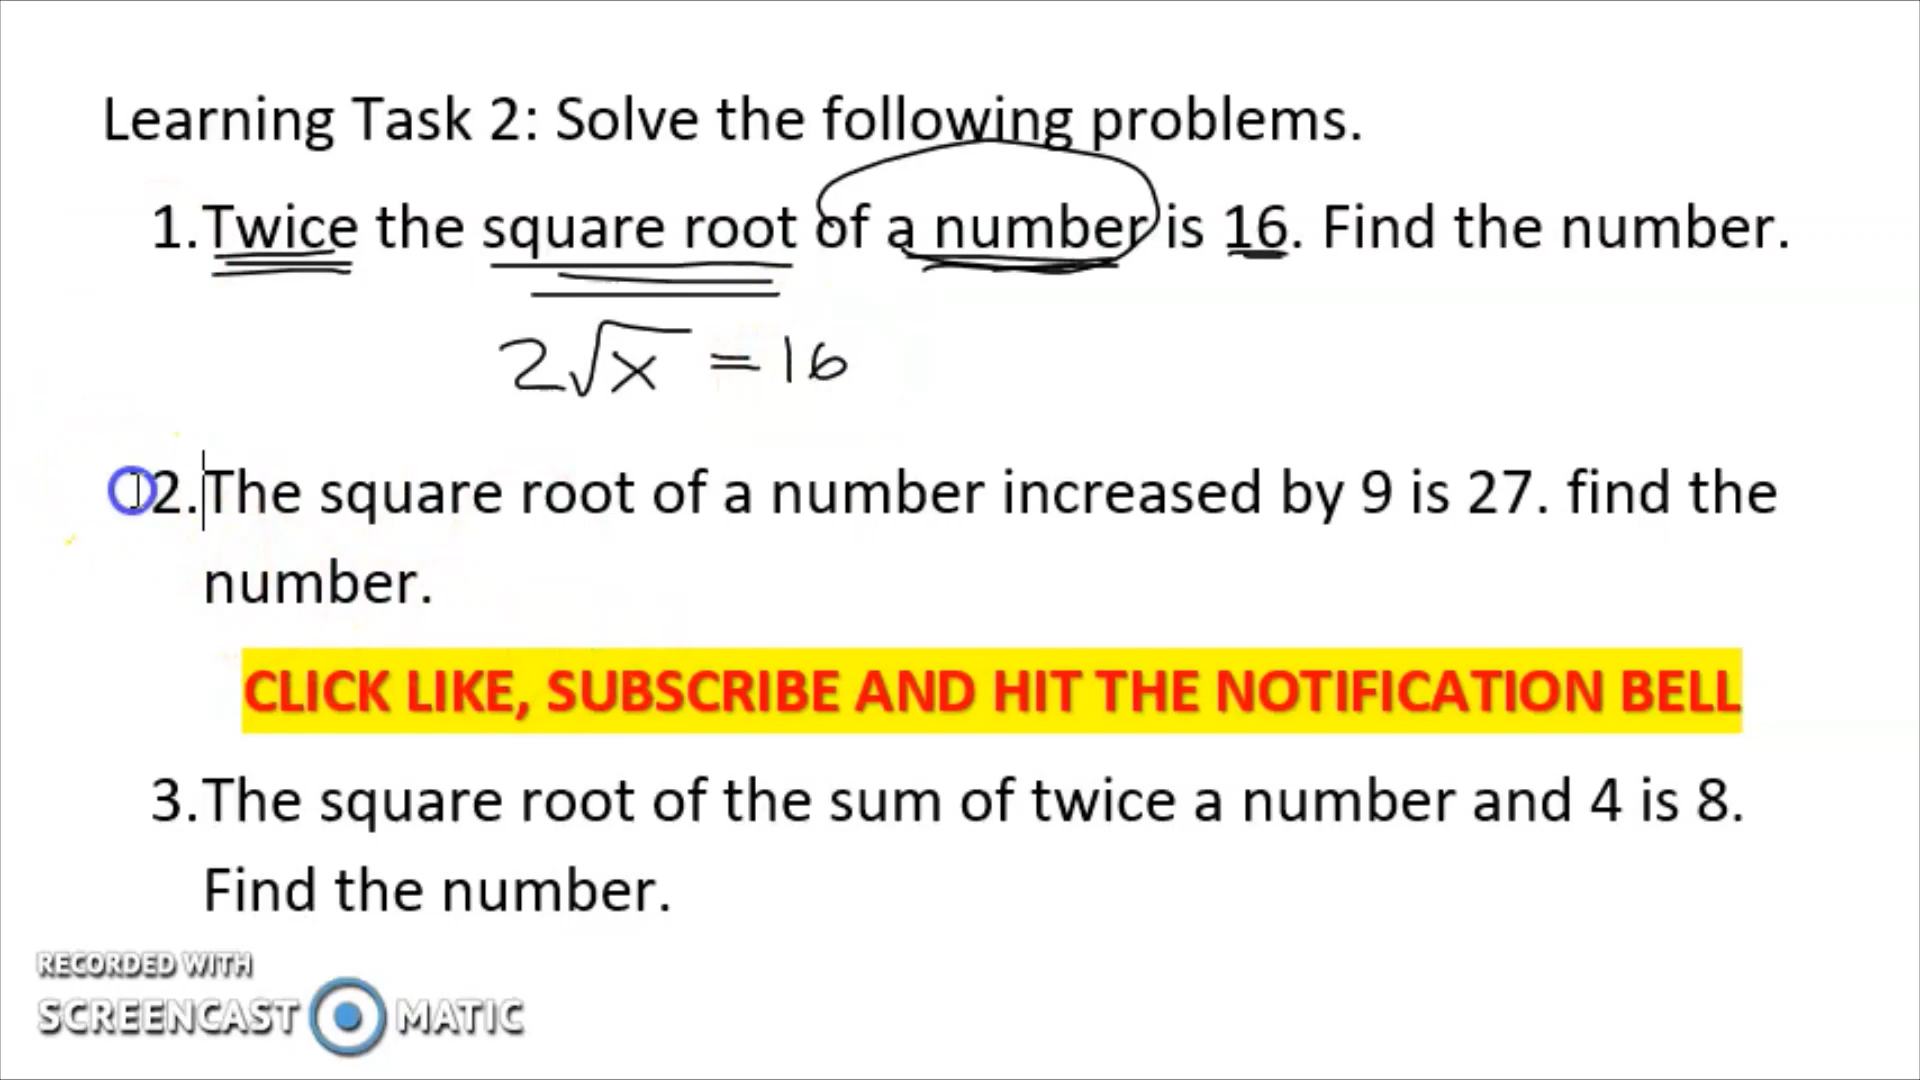 Learning Task 2: Solve the following problems.
1.Twice the square root of a number is 16. Find the number.
2√x = 16
2.The square root of a number increased by 9 is 27. find the
number.
CLICK LIKE, SUBSCRIBE AND HIT THE NOTIFICATION BELL
3.The square root of the sum of twice a number and 4 is 8.
Find the number.
RECORDED WITH
SCREENCAST MATIC